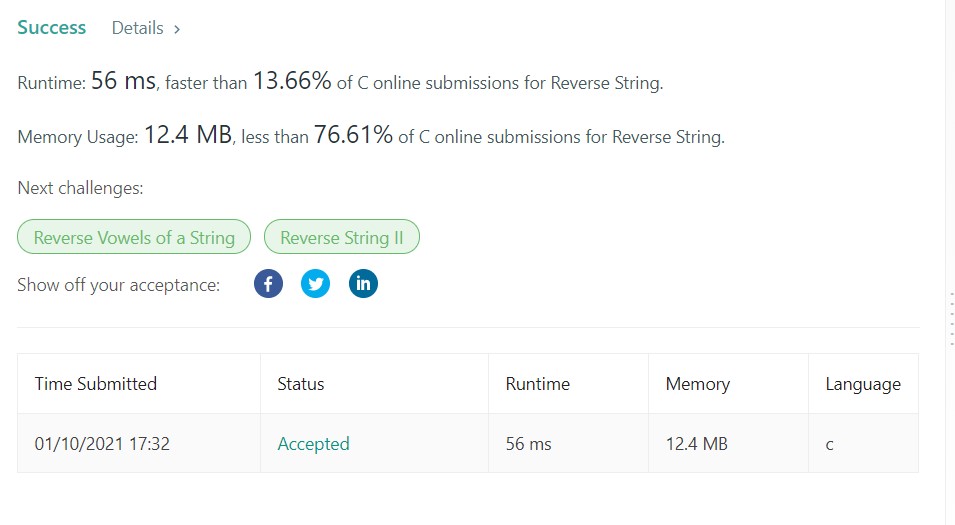 Success Details >
Runtime: 56 ms, faster than 13.66% of C online submissions for Reverse String.
Memory Usage: 12.4 MB, less than 76.61% of C online submissions for Reverse String.
Next challenges:
Reverse Vowels of a String Reverse String II
Show off your acceptance: f in
Time Submitted Status Runtime Memory Language
01/10/2021 17:32 Accepted 56 ms 12.4 MB c